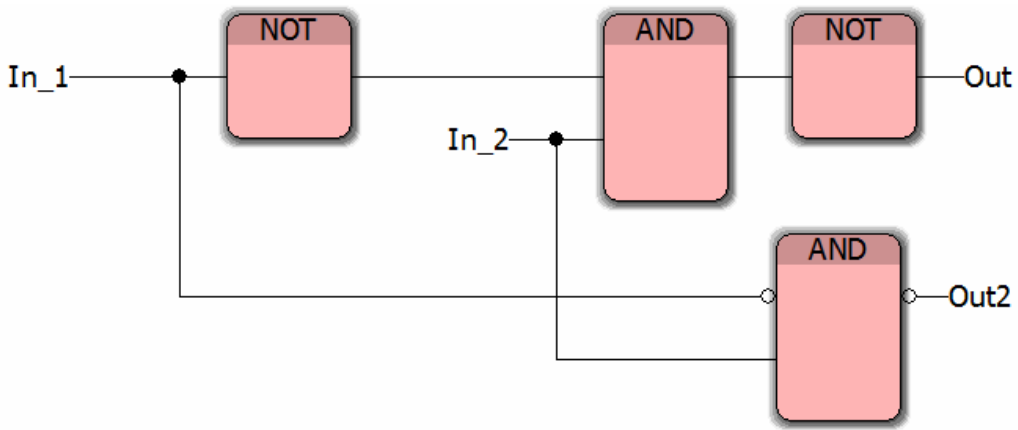 NOT
AND
NOT
In_1
Out
In_2
AND
Out2